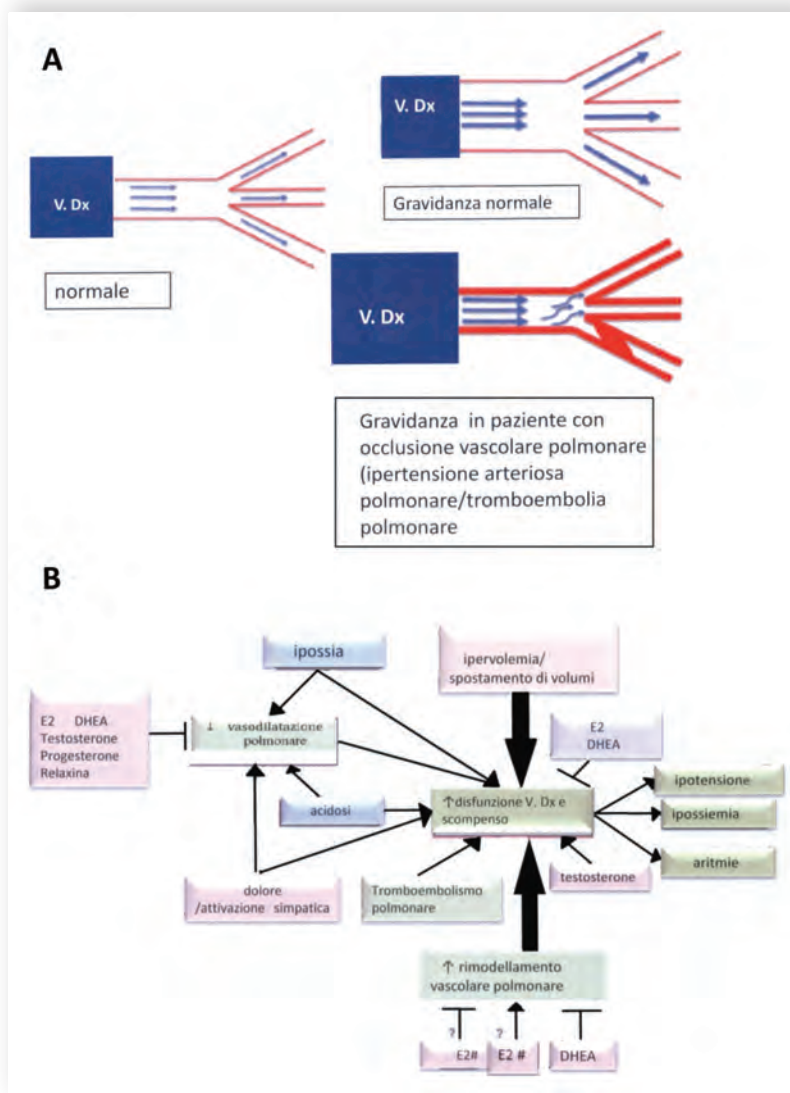 A
V. Dx
normale
V. Dx
Gravidanza normale
V. Dx
Gravidanza in paziente con
occlusione vascolare polmonare
(ipertensione arteriosa
polmonare/tromboembolia
polmonare
B
ipossia
ipervolemia/
spostamento di volumi
E2 DHEA
Testosterone
Progesterone
Relaxina
↓ vasodilatazione
polmonare
E2
DHEA
acidosi
↑disfunzione V. Dx e
scompenso
ipotensione
ipossiemia
aritmie
dolore
/attivazione simpatica
Tromboembolismo
polmonare
testosterone
↑ rimodellamento
vascolare polmonare
? ?
E2# E2 # DHEA